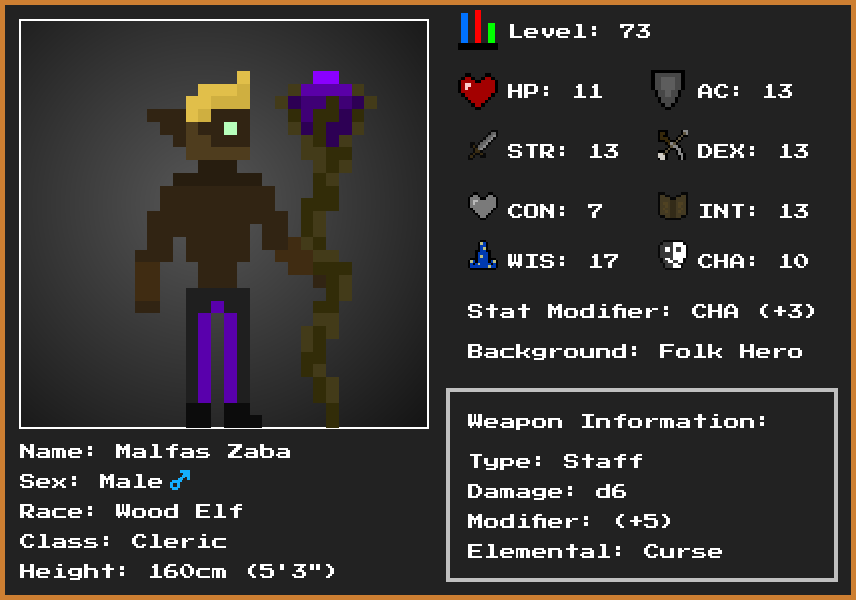 Level: 73
HP: 11
AC: 13
STR: 13
DEX: 13
CON: 7
INT: 13
WIS: 17
CHA: 10
Stat Modifier: CHA (+3)
Background: Folk Hero
Weapon Information:
Type: Staff
Damage: d6
Modifier: (+5)
Elemental: Curse
Name: Malfas Zaba
Sex: Male♂
Race: Wood Elf
Class: Cleric
Height: 160cm (5'3")